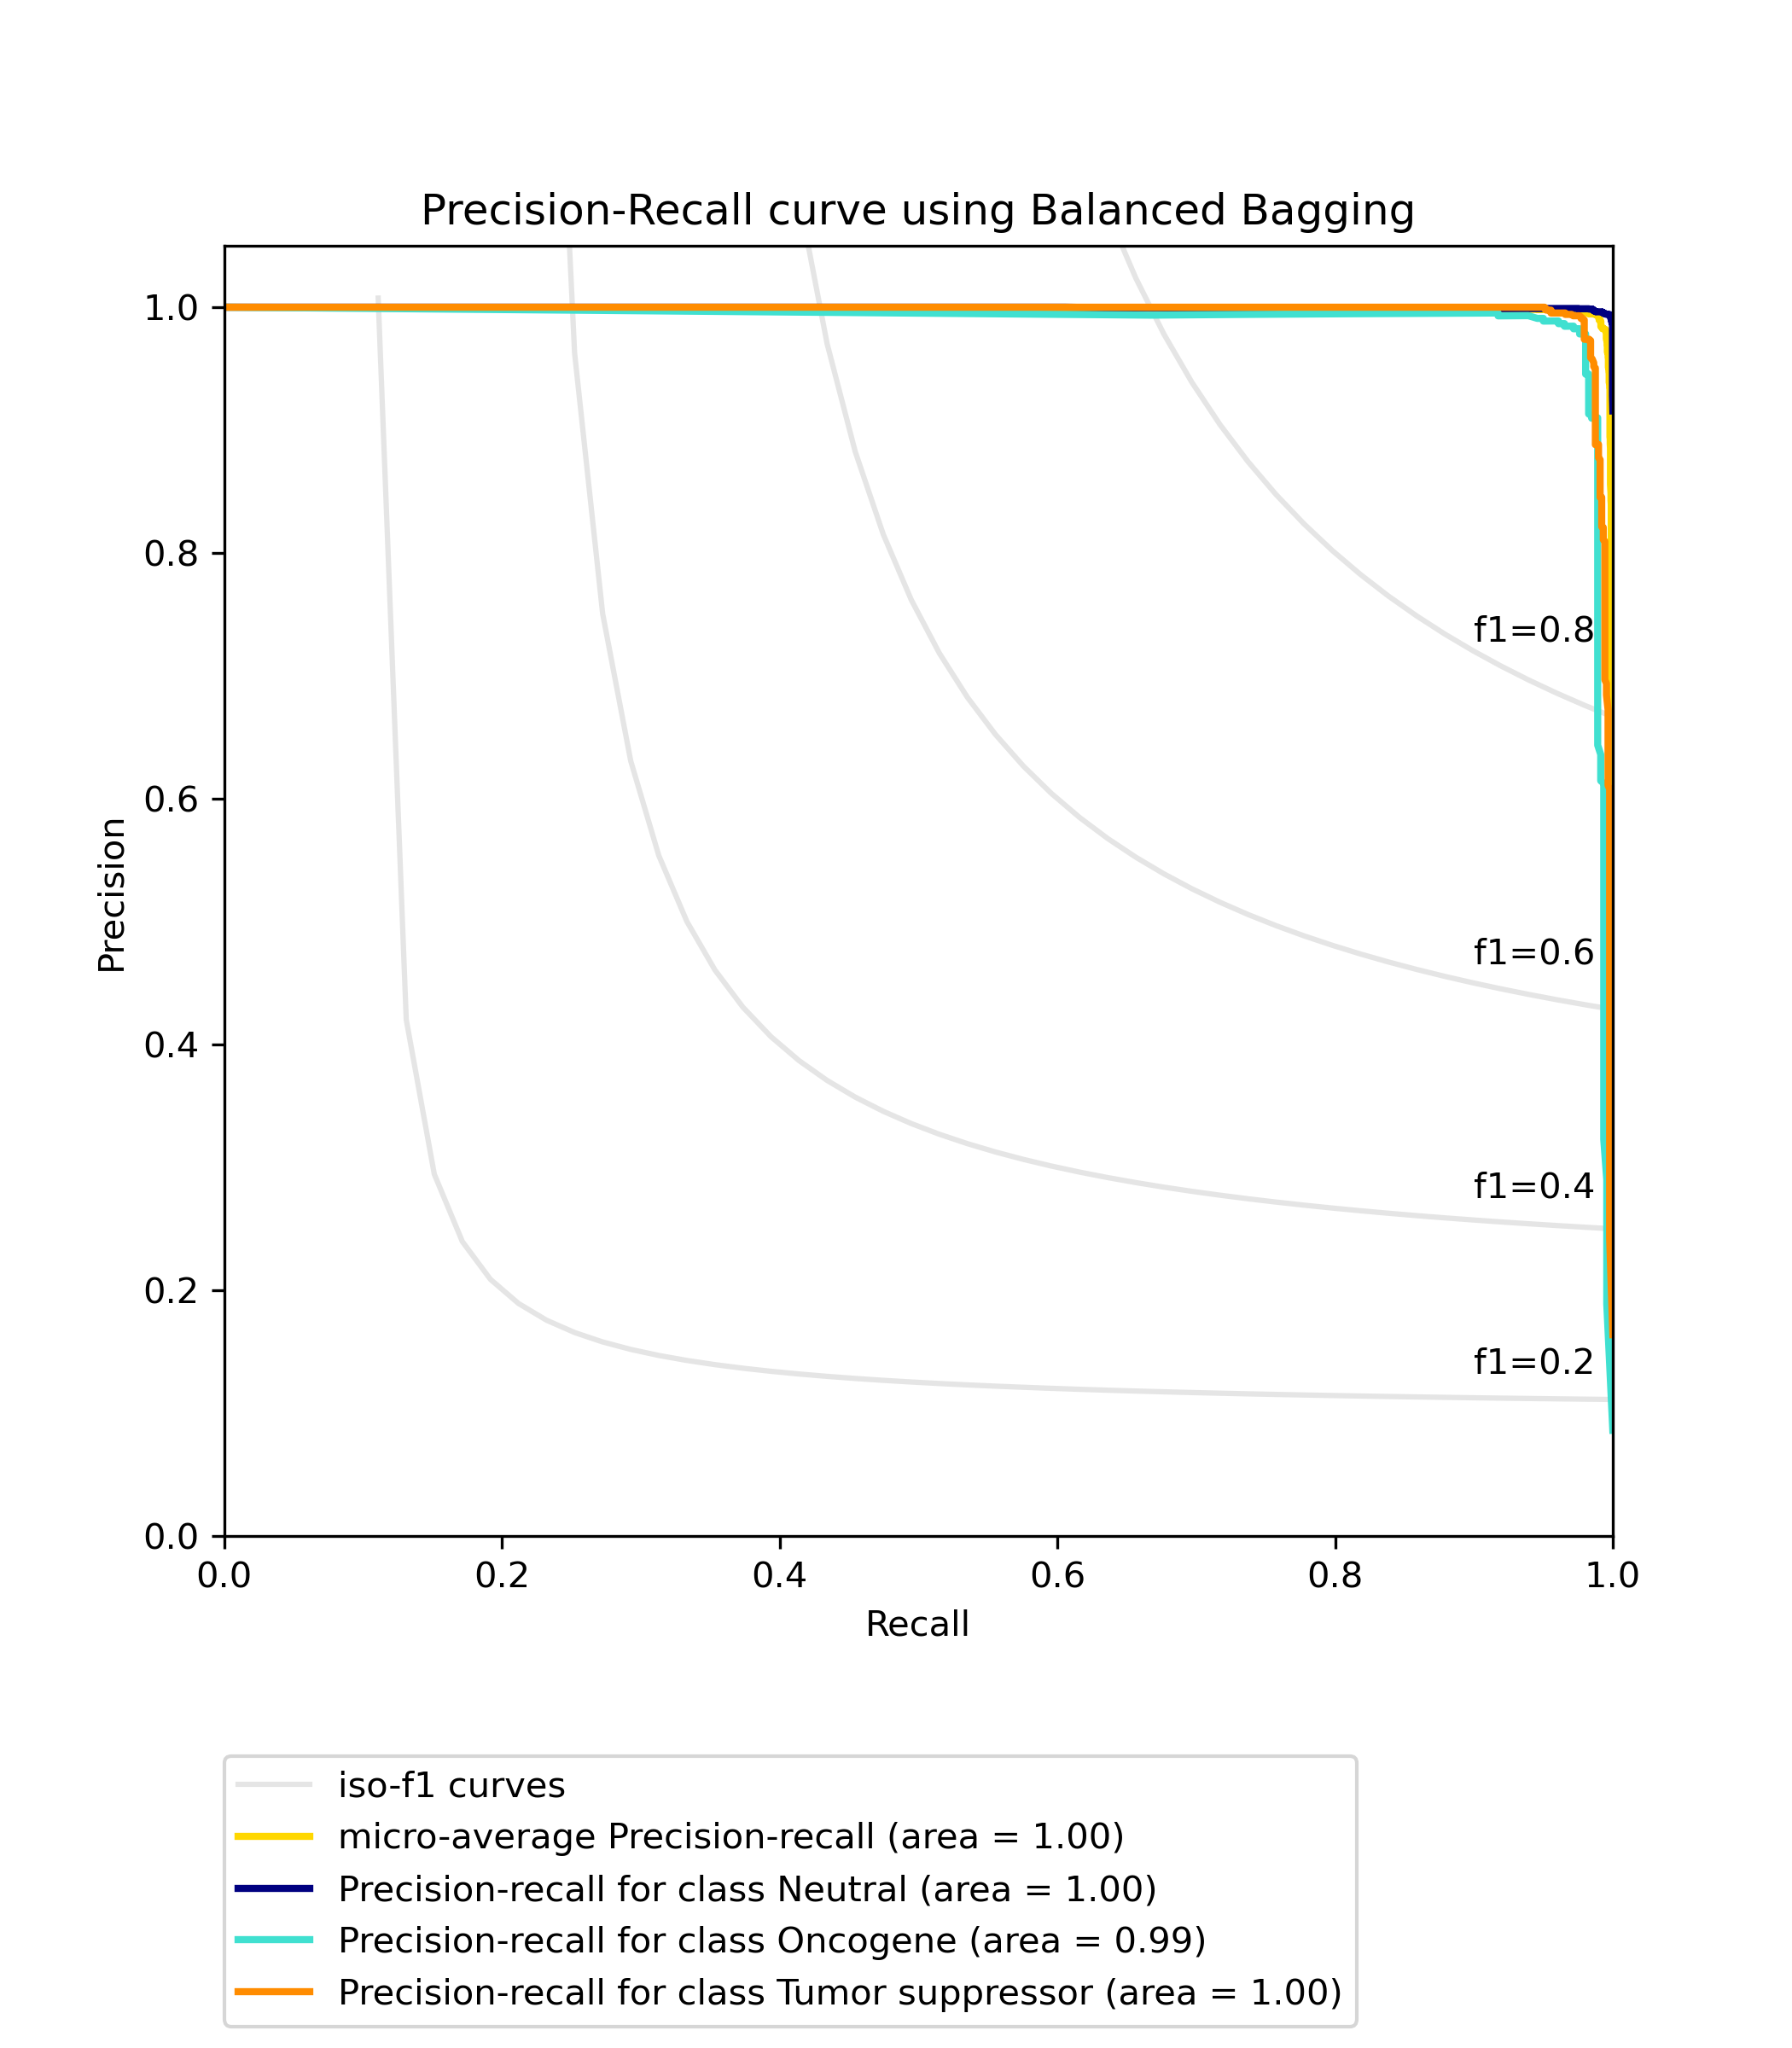 Precision-Recall curve using Balanced Bagging
1.0
0.8
0.6
0.4
0.2
0.0
Precision
f1=0.8
f1=0.6
f1=0.4
f1=0.2
0.0 0.2 0.4 0.6 0.8 1.0
Recall
iso-f1 curves
micro-average Precision-recall (area = 1.00)
Precision-recall for class Neutral (area = 1.00)
Precision-recall for class Oncogene (area = 0.99)
Precision-recall for class Tumor suppressor (area = 1.00)